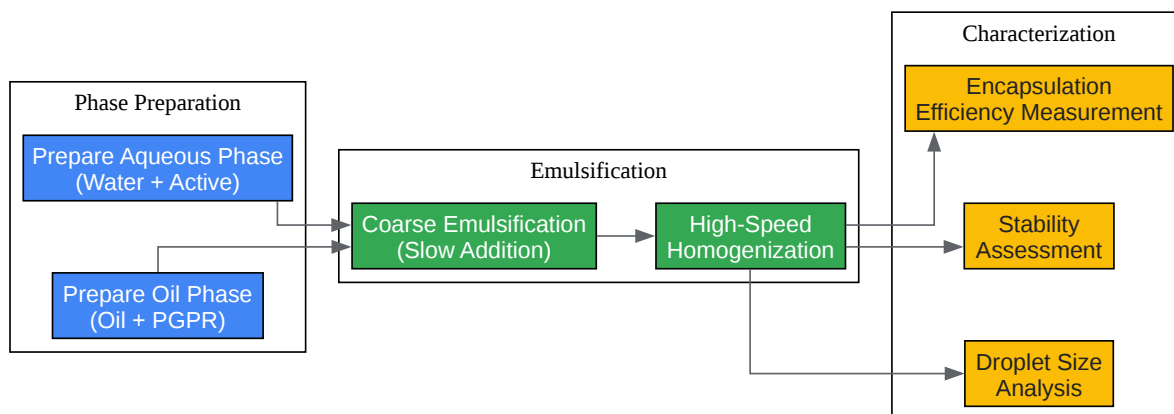 Phase Preparation
Prepare Aqueous Phase
(Water + Active)
Prepare Oil Phase
(Oil + PGPR)
Emulsification
Coarse Emulsification
(Slow Addition)
High-Speed
Homogenization
Characterization
Encapsulation
Efficiency Measurement
Stability
Assessment
Droplet Size
Analysis